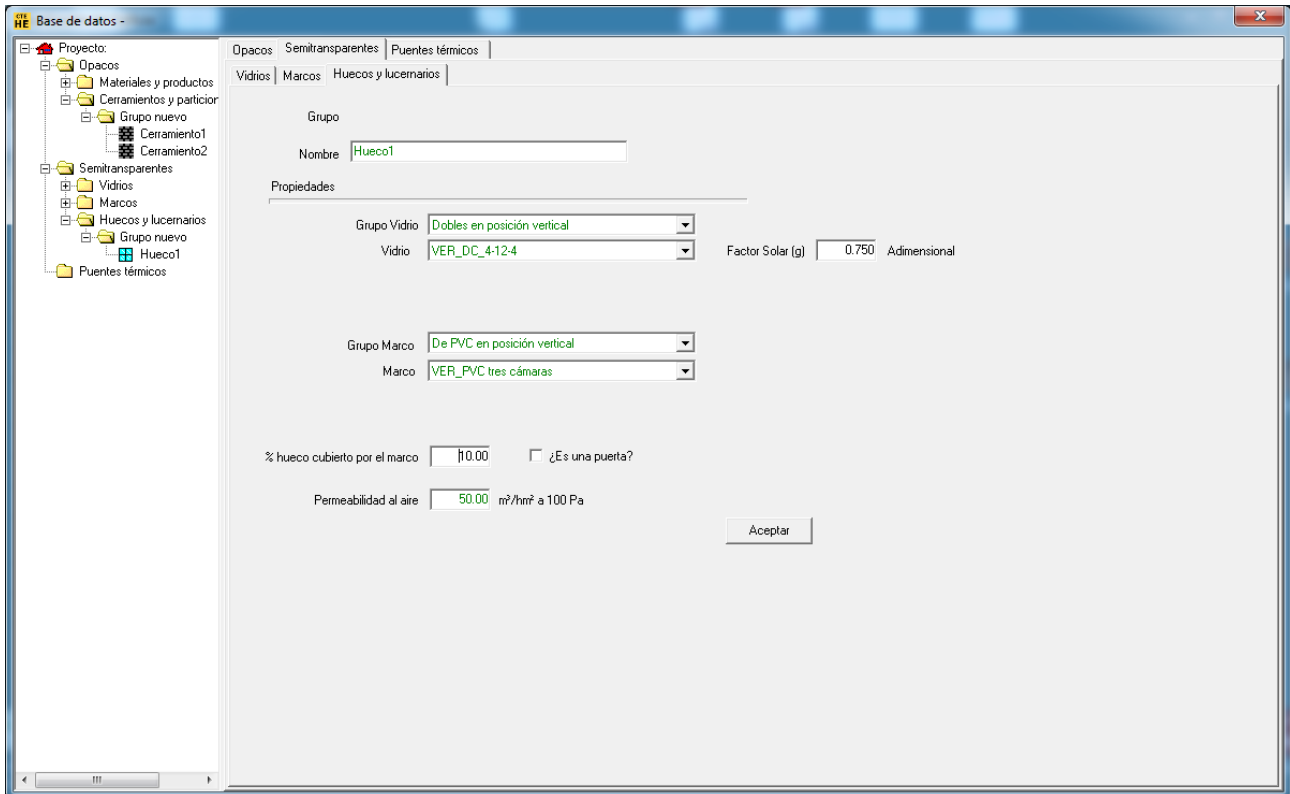 CTE HE Base de datos -
Proyecto:
Opacos
Materiales y productos
Cerramientos y particior
Grupo nuevo
Cerramiento1
Cerramiento2
Semitransparentes
Vidrios
Marcos
Huecos y lucernarios
Grupo nuevo
Hueco1
Puentes térmicos
Opacos Semitransparentes Puentes térmicos
Vidrios Marcos Huecos y lucernarios
Grupo
Nombre Hueco1
Propiedades
Grupo Vidrio Dobles en posición vertical
Vidrio VER_DC_4-12-4 Factor Solar (g) 0.750 Adimensional
Grupo Marco De PVC en posición vertical
Marco VER_PVC tres cámaras
% hueco cubierto por el marco 10.00 ¿Es una puerta?
Permeabilidad al aire 50.00 m³/hm² a 100 Pa
Aceptar